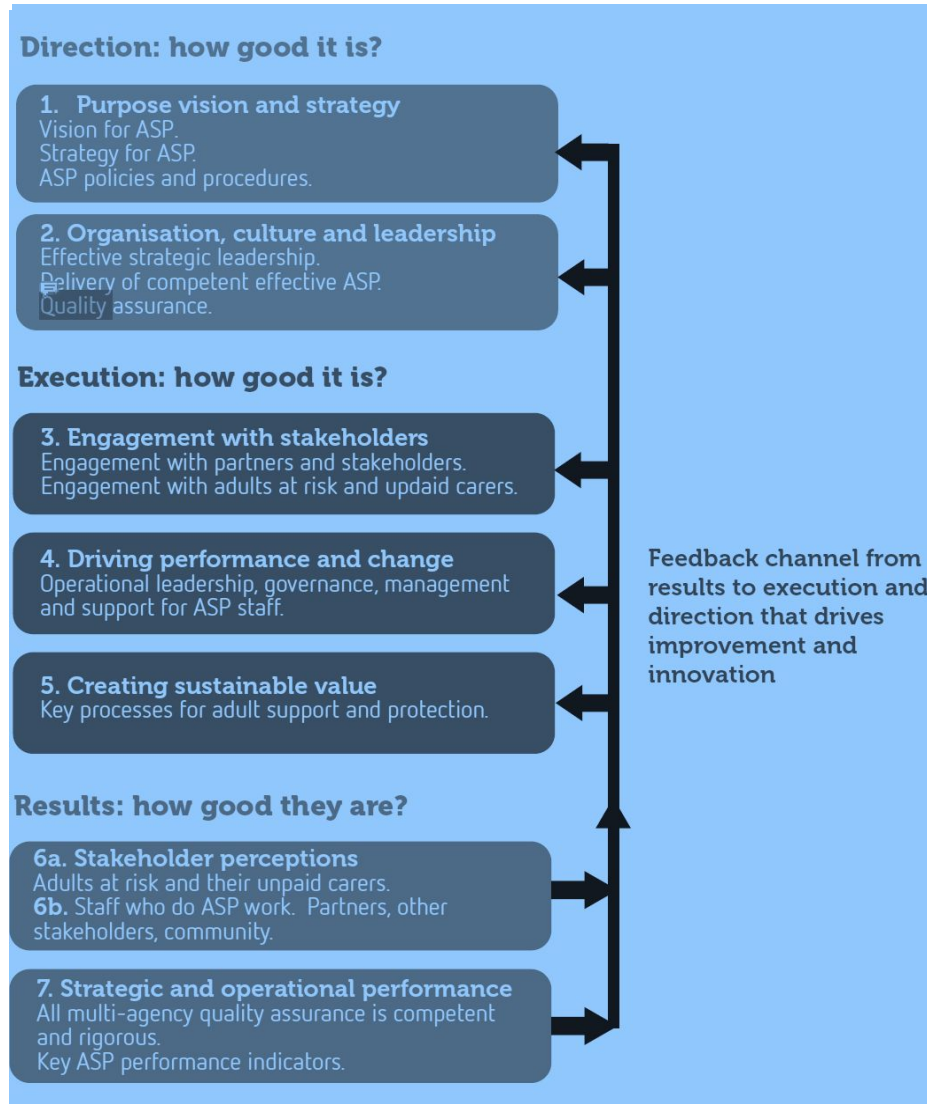 Direction: how good it is?
1. Purpose vision and strategy
Vision for ASP.
Strategy for ASP.
ASP policies and procedures.
2. Organisation, culture and leadership
Effective strategic leadership.
Delivery of competent effective ASP.
Quality assurance.
Execution: how good it is?
3. Engagement with stakeholders
Engagement with partners and stakeholders.
Engagement with adults at risk and updaid carers.
4. Driving performance and change
Operational leadership, governance, management
and support for ASP staff.
5. Creating sustainable value
Key processes for adult support and protection.
Feedback channel from
results to execution and
direction that drives
improvement and
innovation
Results: how good they are?
6a. Stakeholder perceptions
Adults at risk and their unpaid carers.
6b. Staff who do ASP work. Partners, other
stakeholders, community.
7. Strategic and operational performance
All multi-agency quality assurance is competent
and rigorous.
Key ASP performance indicators.